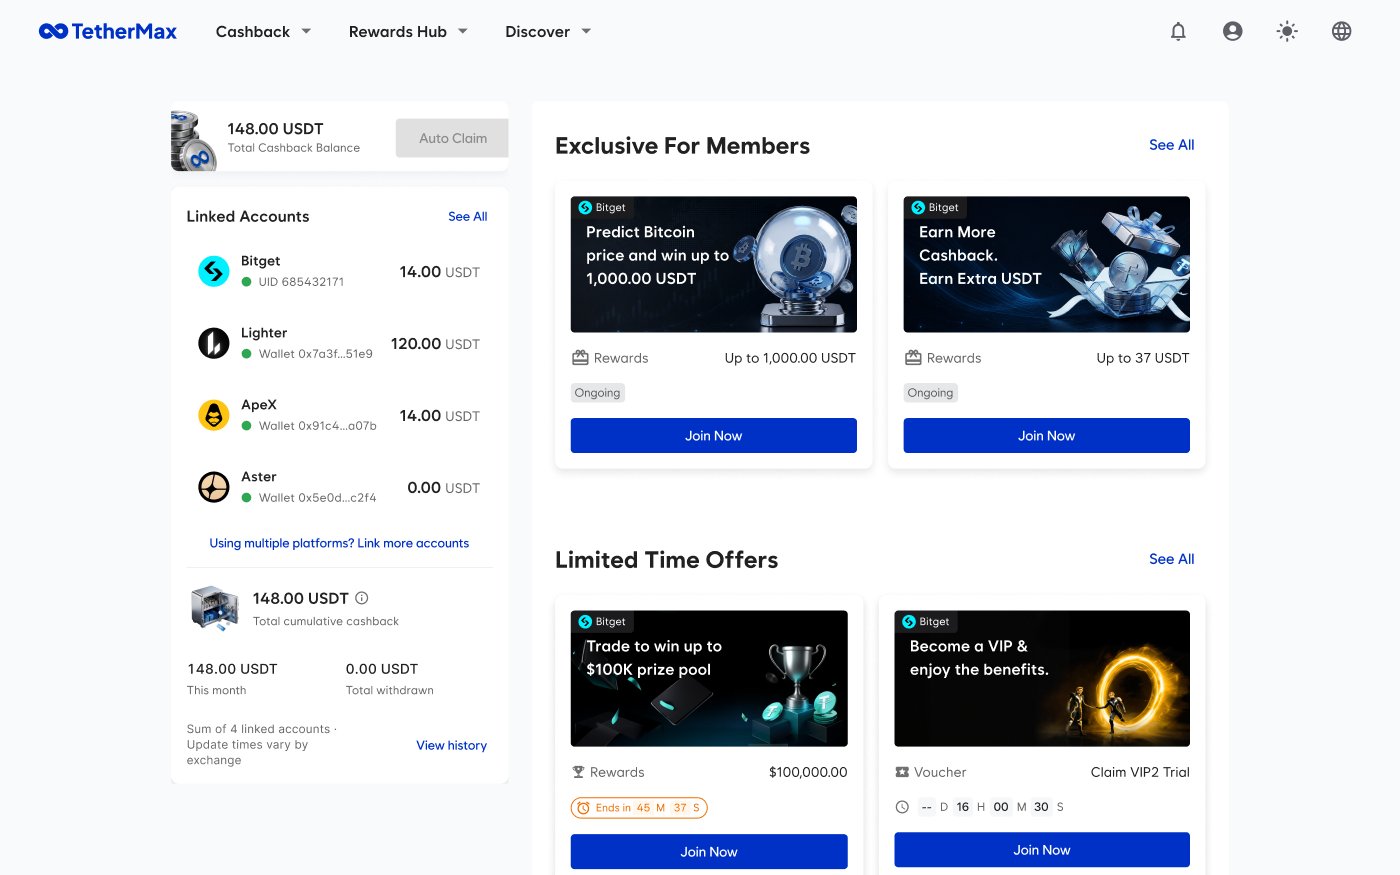 TetherMax
Cashback
Rewards Hub
Discover
148.00 USDT
Total Cashback Balance
Auto Claim
Linked Accounts
See All
Bitget
UID 685432171
14.00 USDT
Lighter
Wallet 0x7a3f...51e9
120.00 USDT
ApeX
Wallet 0x91c4...a07b
14.00 USDT
Aster
Wallet 0x5e0d...c2f4
0.00 USDT
Using multiple platforms? Link more accounts
148.00 USDT
Total cumulative cashback
148.00 USDT
This month
0.00 USDT
Total withdrawn
Sum of 4 linked accounts ·
Update times vary by
exchange
View history
Exclusive For Members
See All
Bitget
Predict Bitcoin
price and win up to
1,000.00 USDT
Rewards
Up to 1,000.00 USDT
Ongoing
Join Now
Bitget
Earn More
Cashback.
Earn Extra USDT
Rewards
Up to 37 USDT
Ongoing
Join Now
Limited Time Offers
See All
Bitget
Trade to win up to
$100K prize pool
Rewards
$100,000.00
Ends in 45 M 37 S
Join Now
Bitget
Become a VIP &
enjoy the benefits.
Voucher
Claim VIP2 Trial
-- D 16 H 00 M 30 S
Join Now